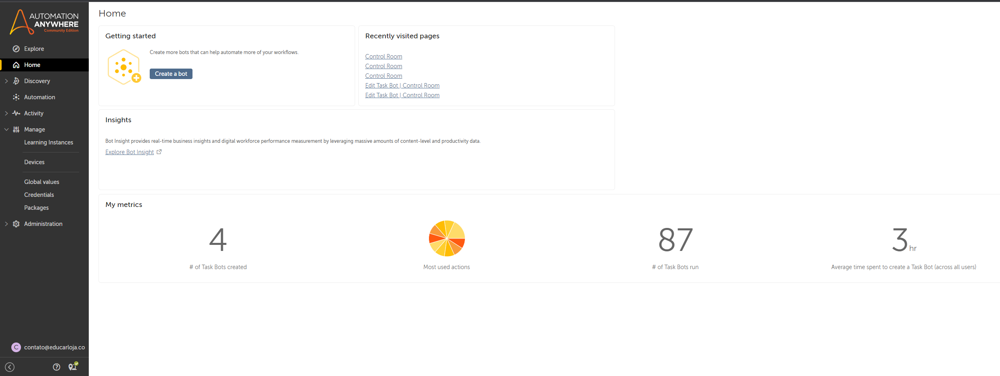 AUTOMATION
ANYWHERE
Community Edition
Explore
Home
Discovery
Automation
Activity
Manage
Learning Instances
Devices
Global values
Credentials
Packages
Administration
C contato@educarloja.co
Home
Getting started
Create more bots that can help automate more of your workflows.
Create a bot
Recently visited pages
Control Room
Control Room
Control Room
Edit Task Bot | Control Room
Edit Task Bot | Control Room
Insights
Bot Insight provides real-time business insights and digital workforce performance measurement by leveraging massive amounts of content-level and productivity data.
Explore Bot Insight
My metrics
4
# of Task Bots created
Most used actions
87
# of Task Bots run
3 hr
Average time spent to create a Task Bot (across all users)